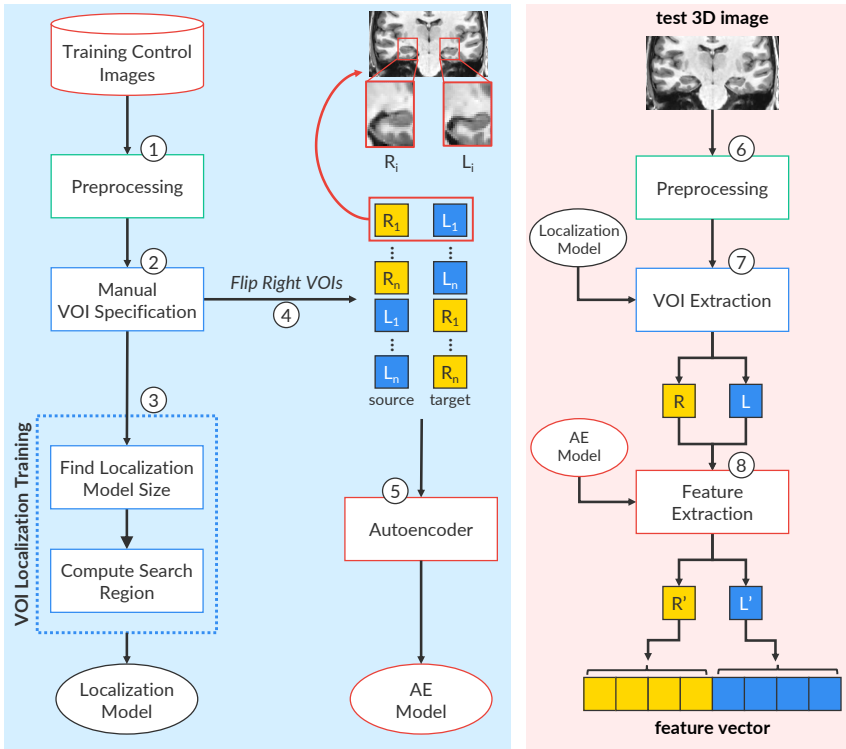 Training Control
Images
1
Preprocessing
2
Manual
VOI Specification
Flip Right VOIs
4
3
VOI Localization Training
Find Localization
Model Size
Compute Search
Region
Localization
Model
Ri
Li
R1
L1
Rn
Ln
L1
R1
Ln
Rn
source
target
5
Autoencoder
AE
Model
test 3D image
6
Preprocessing
Localization
Model
7
VOI Extraction
R
L
AE
Model
8
Feature
Extraction
R’
L’
feature vector